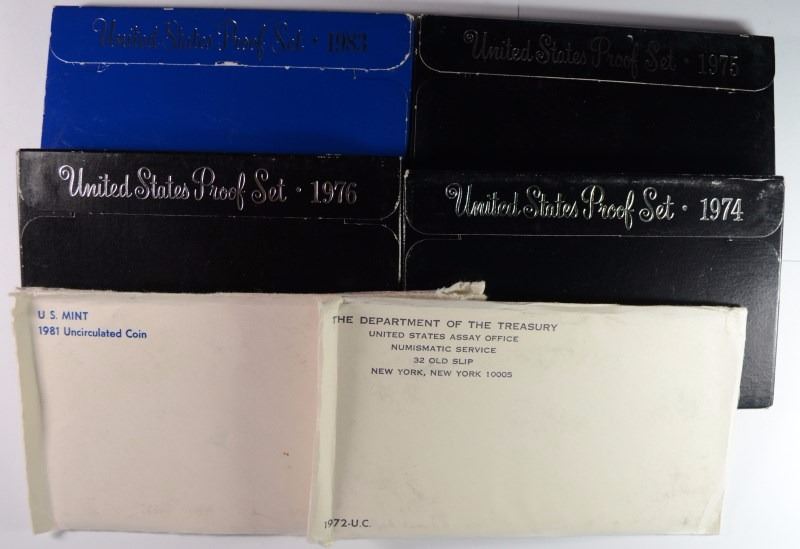 United States Proof Set · 1983
United States Proof Set · 1975
United States Proof Set · 1976
United States Proof Set · 1974
U S. MINT
1981 Uncirculated Coin
THE DEPARTMENT OF THE TREASURY
UNITED STATES ASSAY OFFICE
NUMISMATIC SERVICE
32 OLD SLIP
NEW YORK, NEW YORK 10005
1972-U.C.